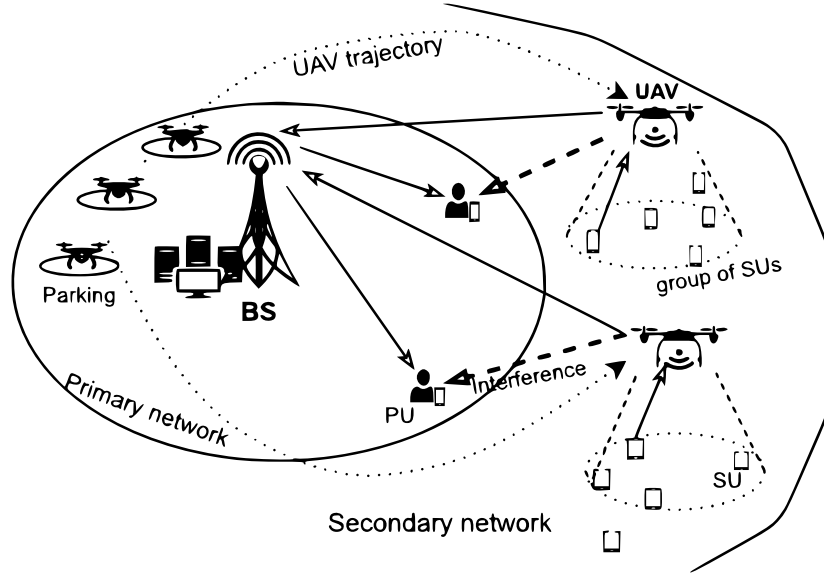 UAV trajectory
UAV
group of SUs
Parking
BS
Primary network
PU
Interference
SU
Secondary network